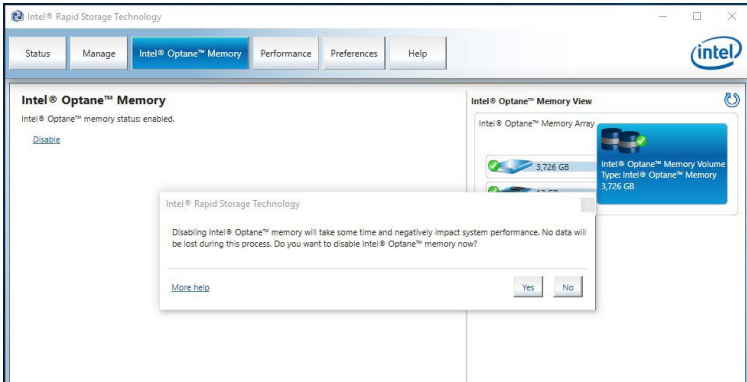 Intel® Rapid Storage Technology
Status
Manage
Intel® Optane™ Memory
Performance
Preferences
Help
intel
Intel® Optane™ Memory
Intel® Optane™ memory status: enabled.
Disable
Intel® Optane™ Memory View
Intel® Optane™ Memory Array
3,726 GB
Intel® Optane™ Memory Volume
Type: Intel® Optane™ Memory
3,726 GB
Intel® Rapid Storage Technology
Disabling Intel® Optane™ memory will take some time and negatively impact system performance. No data will
be lost during this process. Do you want to disable Intel® Optane™ memory now?
More help
Yes
No